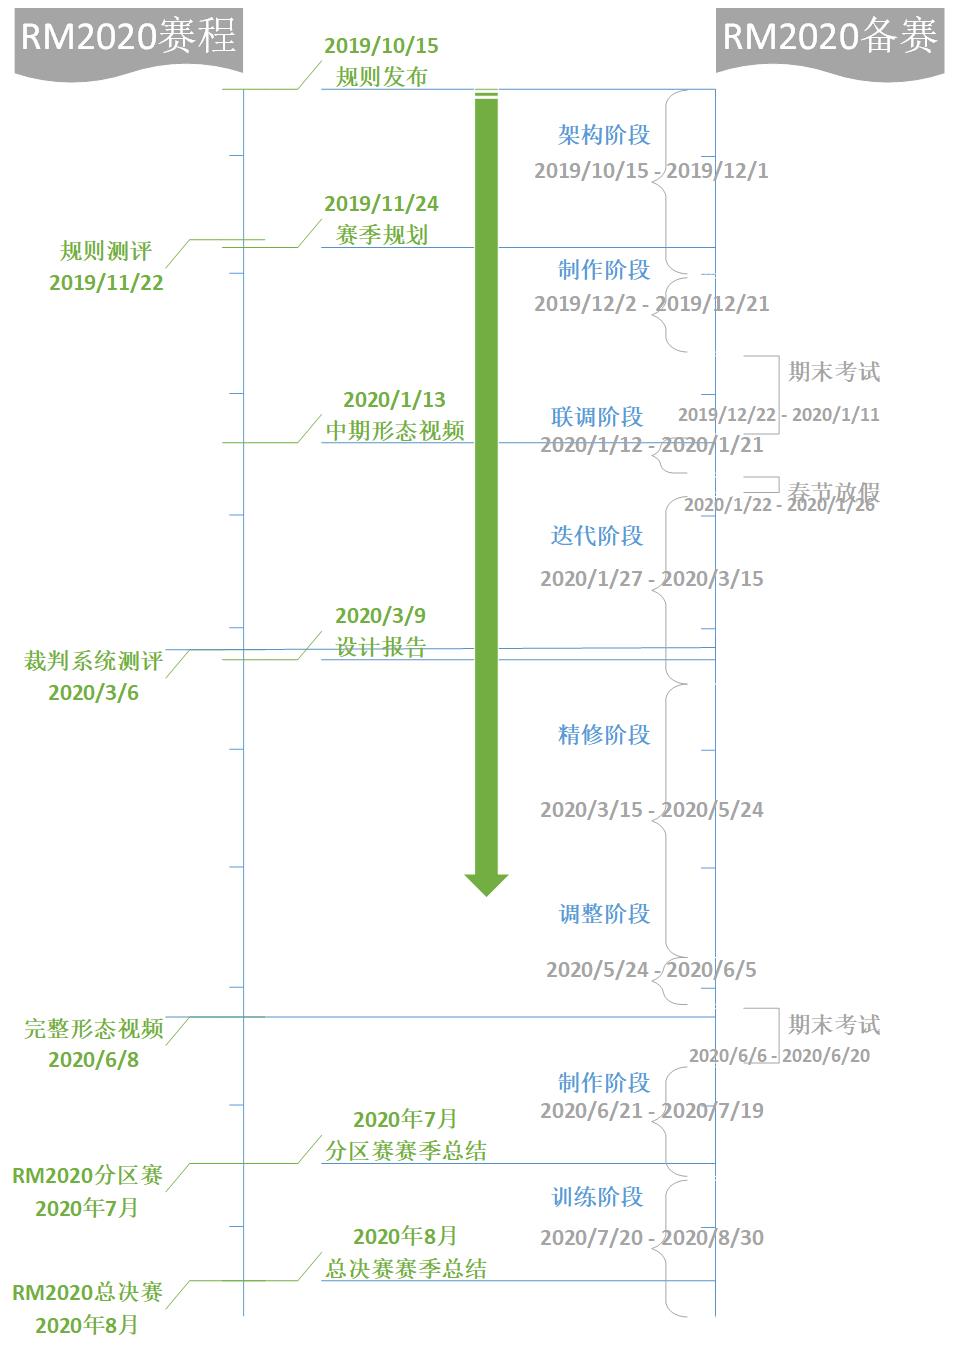 RM2020赛程
RM2020备赛
2019/10/15
规则发布
架构阶段
2019/10/15 - 2019/12/1
2019/11/24
赛季规划
规则测评
2019/11/22
制作阶段
2019/12/2 - 2019/12/21
期末考试
2019/12/22 - 2020/1/11
2020/1/13
中期形态视频
联调阶段
2020/1/12 - 2020/1/21
春节放假
2020/1/22 - 2020/1/26
迭代阶段
2020/1/27 - 2020/3/15
2020/3/9
设计报告
裁判系统测评
2020/3/6
精修阶段
2020/3/15 - 2020/5/24
调整阶段
2020/5/24 - 2020/6/5
完整形态视频
2020/6/8
期末考试
2020/6/6 - 2020/6/20
制作阶段
2020/6/21 - 2020/7/19
2020年7月
分区赛赛季总结
RM2020分区赛
2020年7月
训练阶段
2020/7/20 - 2020/8/30
2020年8月
总决赛赛季总结
RM2020总决赛
2020年8月